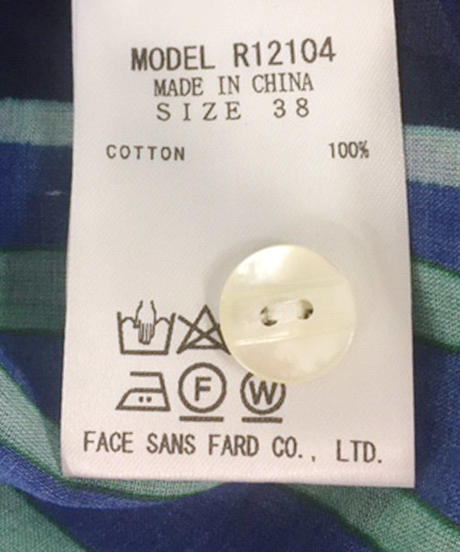 MODEL R12104
MADE IN CHINA
SIZE 38
COTTON 100%
F W
FACE SANS FARD CO., LTD.